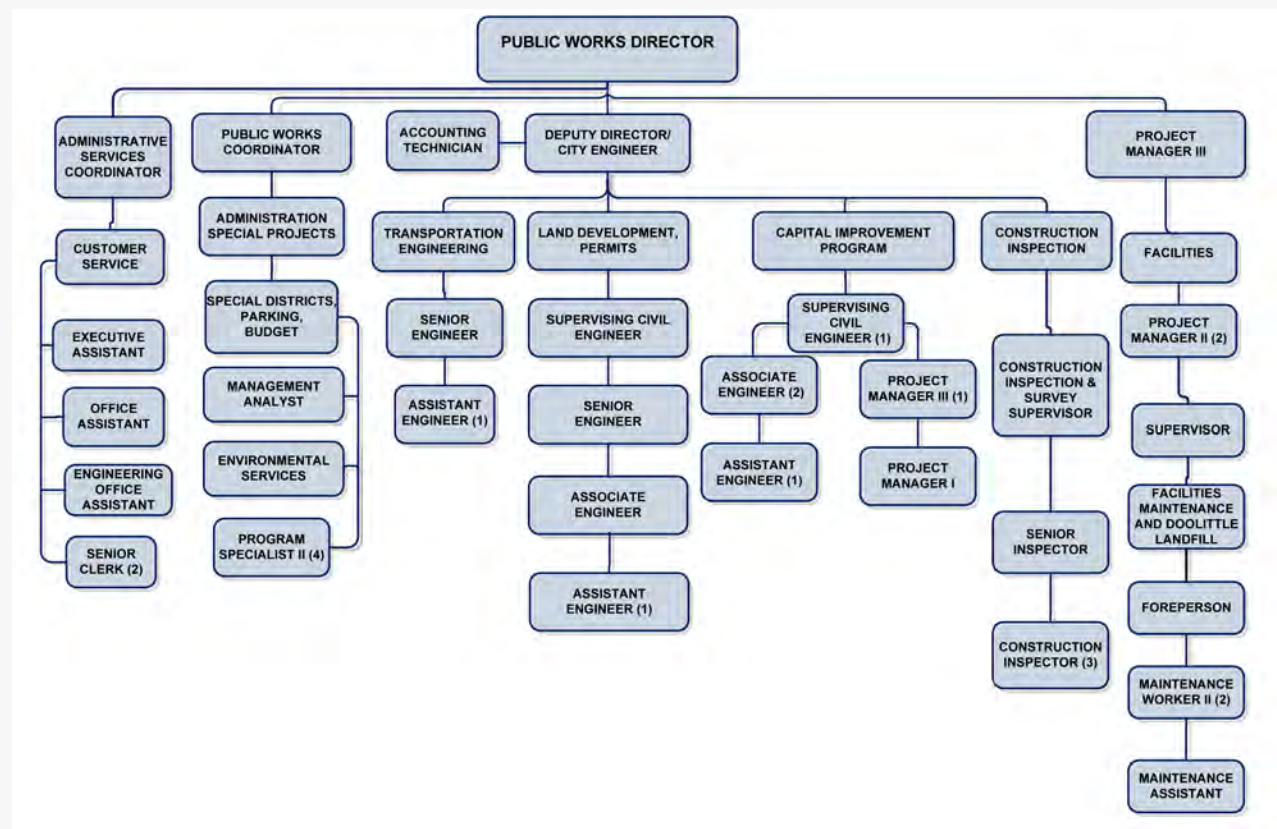 PUBLIC WORKS DIRECTOR
ADMINISTRATIVE
SERVICES
COORDINATOR
CUSTOMER
SERVICE
EXECUTIVE
ASSISTANT
OFFICE
ASSISTANT
ENGINEERING
OFFICE
ASSISTANT
SENIOR
CLERK (2)
PUBLIC WORKS
COORDINATOR
ADMINISTRATION
SPECIAL PROJECTS
SPECIAL DISTRICTS,
PARKING,
BUDGET
MANAGEMENT
ANALYST
ENVIRONMENTAL
SERVICES
PROGRAM
SPECIALIST II (4)
ACCOUNTING
TECHNICIAN
DEPUTY DIRECTOR/
CITY ENGINEER
TRANSPORTATION
ENGINEERING
SENIOR
ENGINEER
ASSISTANT
ENGINEER (1)
LAND DEVELOPMENT,
PERMITS
SUPERVISING CIVIL
ENGINEER
SENIOR
ENGINEER
ASSOCIATE
ENGINEER
ASSISTANT
ENGINEER (1)
CAPITAL IMPROVEMENT
PROGRAM
SUPERVISING
CIVIL
ENGINEER (1)
ASSOCIATE
ENGINEER (2)
ASSISTANT
ENGINEER (1)
PROJECT
MANAGER III (1)
PROJECT
MANAGER I
CONSTRUCTION
INSPECTION
CONSTRUCTION
INSPECTION &
SURVEY
SUPERVISOR
SENIOR
INSPECTOR
CONSTRUCTION
INSPECTOR (3)
PROJECT
MANAGER III
FACILITIES
PROJECT
MANAGER II (2)
SUPERVISOR
FACILITIES
MAINTENANCE
AND DOOLITTLE
LANDFILL
FOREPERSON
MAINTENANCE
WORKER II (2)
MAINTENANCE
ASSISTANT